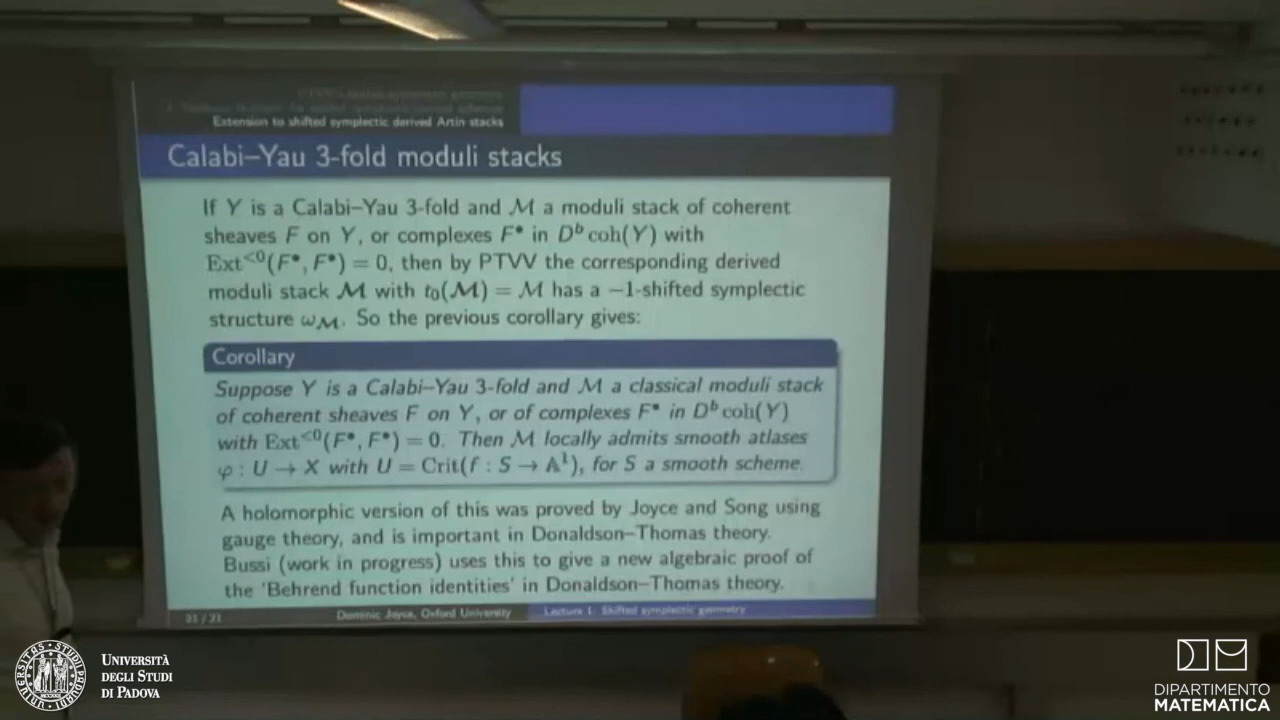 Extension to shifted symplectic derived Artin stacks
Calabi–Yau 3-fold moduli stacks
If Y is a Calabi–Yau 3-fold and ℳ a moduli stack of coherent
sheaves F on Y, or complexes F• in Dᵇ coh(Y) with
Ext<0(F•, F•) = 0, then by PTVV the corresponding derived
moduli stack 𝓜 with t₀(𝓜) = ℳ has a −1-shifted symplectic
structure ω𝓜. So the previous corollary gives:
Corollary
Suppose Y is a Calabi–Yau 3-fold and ℳ a classical moduli stack
of coherent sheaves F on Y, or of complexes F• in Dᵇ coh(Y)
with Ext<0(F•, F•) = 0. Then ℳ locally admits smooth atlases
φ : U → X with U = Crit(f : S → 𝔸¹), for S a smooth scheme.
A holomorphic version of this was proved by Joyce and Song using
gauge theory, and is important in Donaldson–Thomas theory.
Bussi (work in progress) uses this to give a new algebraic proof of
the 'Behrend function identities' in Donaldson–Thomas theory.
21 / 21 Dominic Joyce, Oxford University Lecture 1: Shifted symplectic geometry
UNIVERSITÀ
DEGLI STUDI
DI PADOVA
DIPARTIMENTO
MATEMATICA